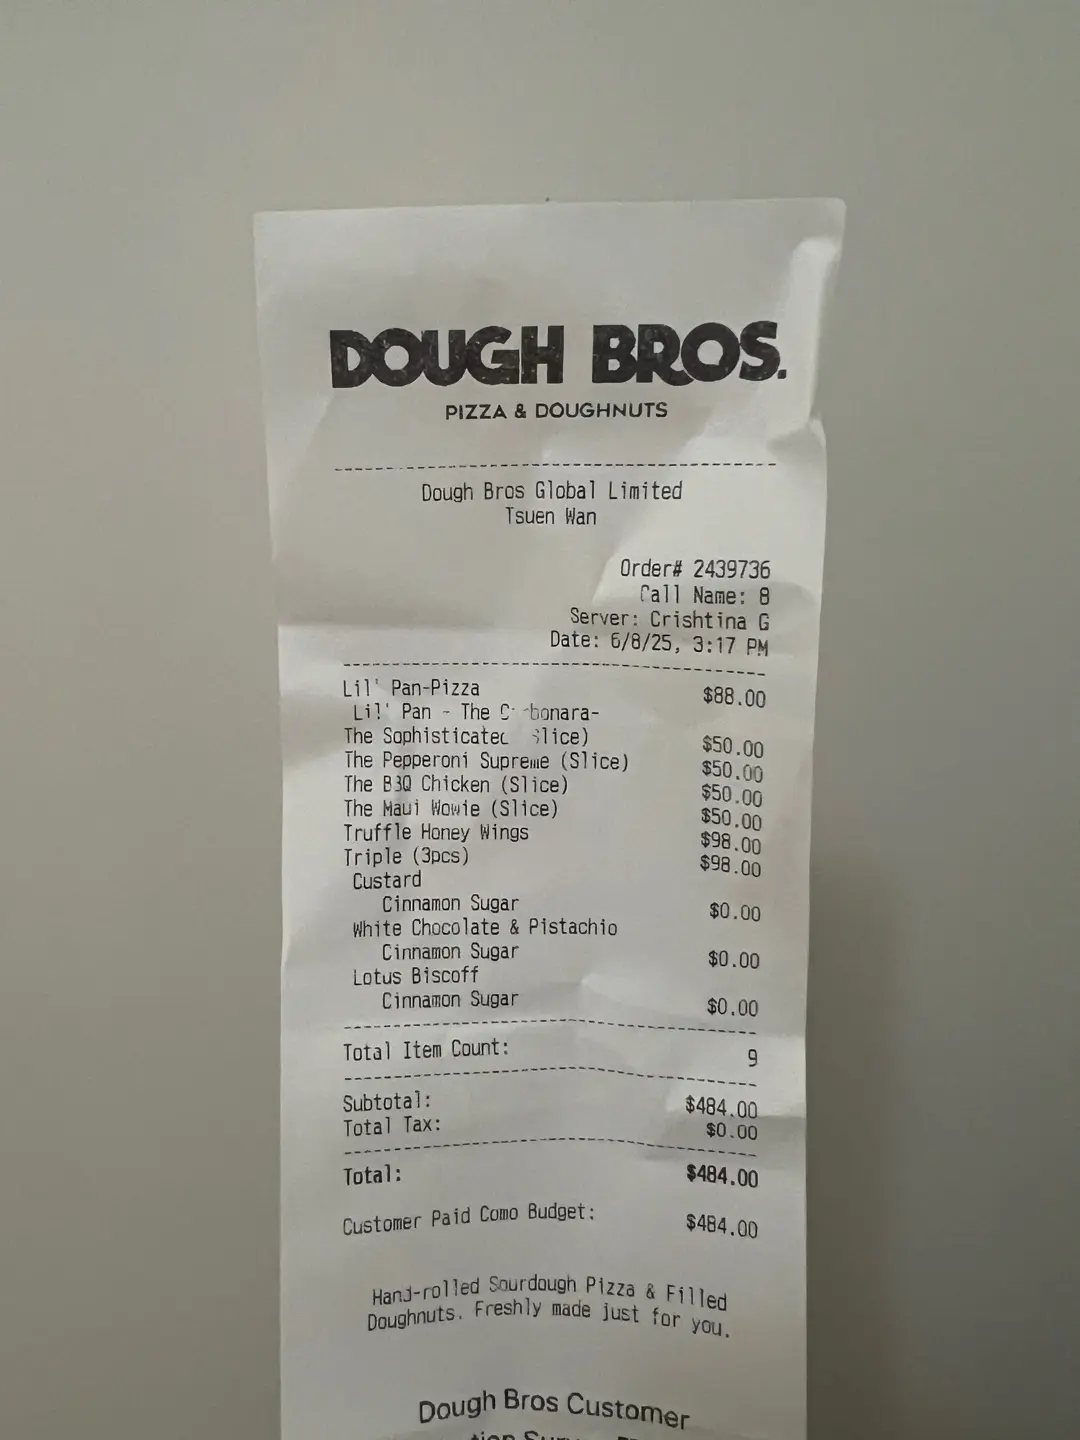 DOUGH BROS.
PIZZA & DOUGHNUTS
Dough Bros Global Limited
Tsuen Wan
Order# 2439736
Call Name: 8
Server: Crishtina G
Date: 6/8/25, 3:17 PM
Lil' Pan-Pizza $88.00
Lil' Pan - The
The Slice) $50.00
The Pepperoni Supreme (Slice) $50.00
The BBQ Chicken (Slice) $50.00
The Maui Wowie (Slice) $50.00
Truffle Honey Wings $98.00
Triple (3pcs) $98.00
Custard
Cinnamon Sugar $0.00
White Chocolate & Pistachio
Cinnamon Sugar $0.00
Lotus Biscoff
Cinnamon Sugar $0.00
Total Item Count: 9
Subtotal: $484.00
Total Tax: $0.00
Total: $484.00
Customer Paid Como Budget: $484.00
Hand-rolled Sourdough Pizza & Filled
Doughnuts. Freshly made just for you.
Dough Bros Customer